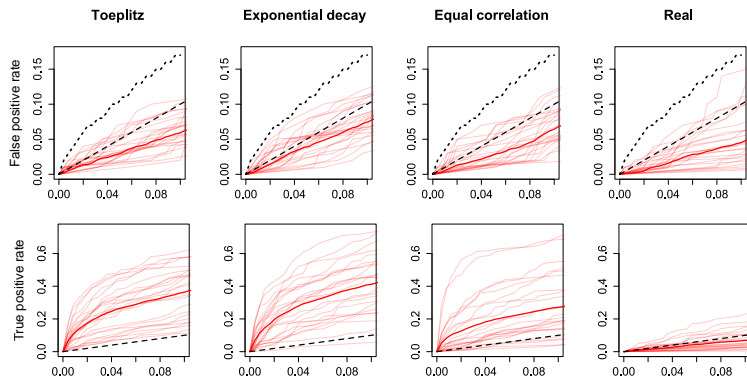 Toeplitz Exponential decay Equal correlation Real
False positive rate
0.00 0.05 0.10 0.15
0.00 0.05 0.10 0.15
0.00 0.05 0.10 0.15
0.00 0.05 0.10 0.15
0.00 0.04 0.08 0.00 0.04 0.08 0.00 0.04 0.08 0.00 0.04 0.08
True positive rate
0.0 0.2 0.4 0.6
0.0 0.2 0.4 0.6
0.0 0.2 0.4 0.6
0.0 0.2 0.4 0.6
0.00 0.04 0.08 0.00 0.04 0.08 0.00 0.04 0.08 0.00 0.04 0.08